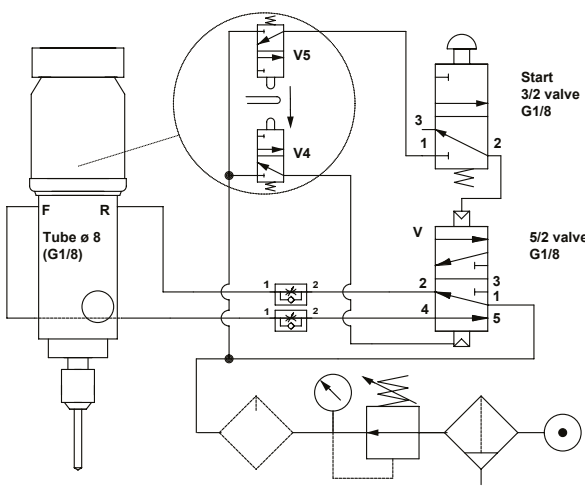 V5
V4
Start
3/2 valve
G1/8
3
1
2
F
R
Tube ø 8
(G1/8)
V
5/2 valve
G1/8
1
2
2
3
1
1
2
4
5